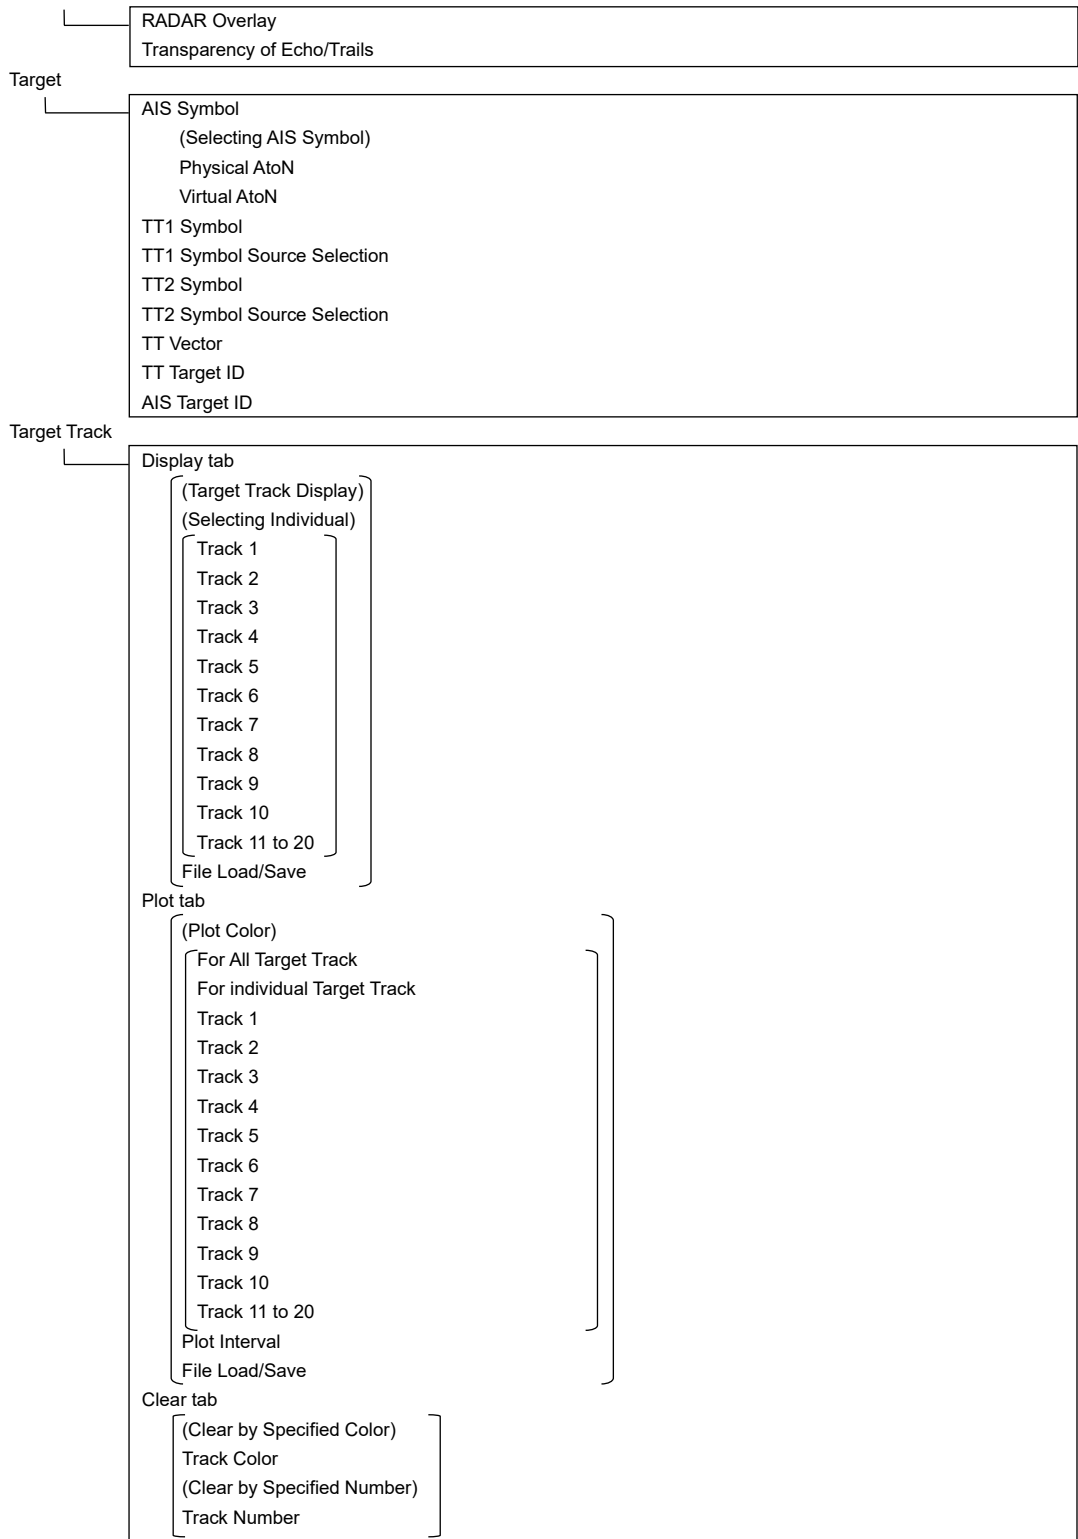 RADAR Overlay
Transparency of Echo/Trails
Target
AIS Symbol
(Selecting AIS Symbol)
Physical AtoN
Virtual AtoN
TT1 Symbol
TT1 Symbol Source Selection
TT2 Symbol
TT2 Symbol Source Selection
TT Vector
TT Target ID
AIS Target ID
Target Track
Display tab
(Target Track Display)
(Selecting Individual)
Track 1
Track 2
Track 3
Track 4
Track 5
Track 6
Track 7
Track 8
Track 9
Track 10
Track 11 to 20
File Load/Save
Plot tab
(Plot Color)
For All Target Track
For individual Target Track
Track 1
Track 2
Track 3
Track 4
Track 5
Track 6
Track 7
Track 8
Track 9
Track 10
Track 11 to 20
Plot Interval
File Load/Save
Clear tab
(Clear by Specified Color)
Track Color
(Clear by Specified Number)
Track Number